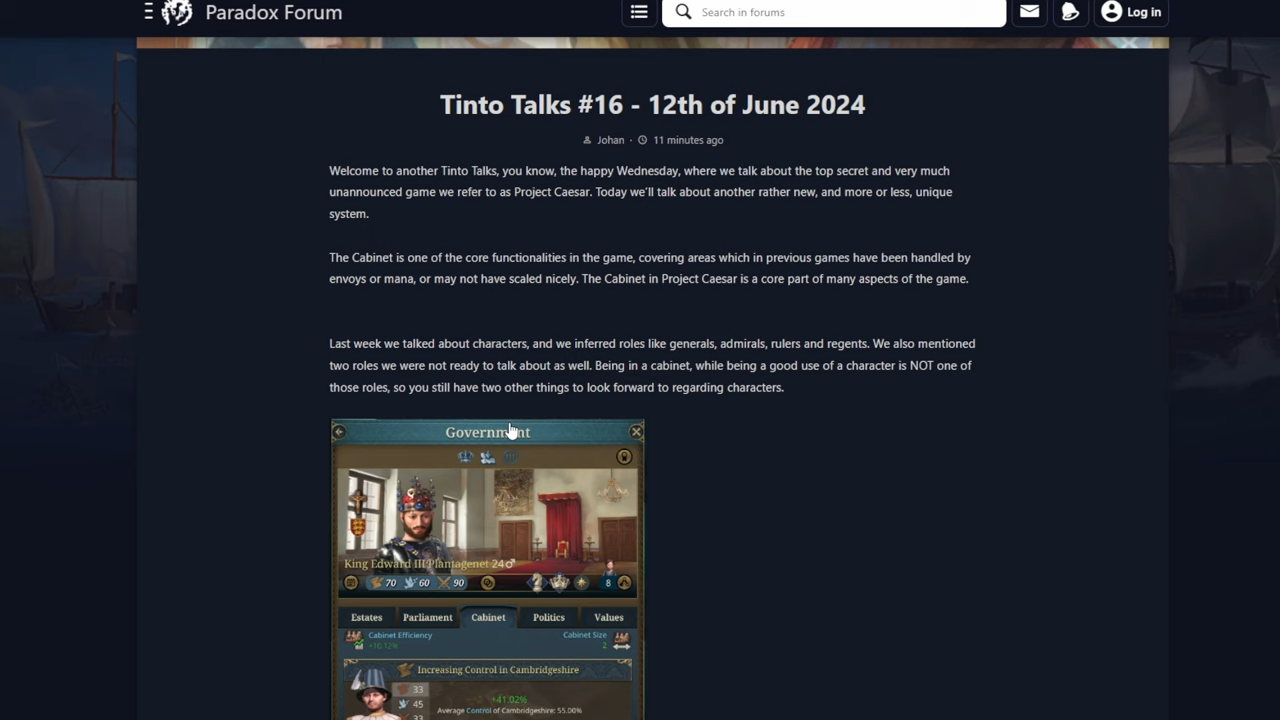 Paradox Forum
Search in forums
Log in
Tinto Talks #16 - 12th of June 2024
Johan · 11 minutes ago
Welcome to another Tinto Talks, you know, the happy Wednesday, where we talk about the top secret and very much
unannounced game we refer to as Project Caesar. Today we'll talk about another rather new, and more or less, unique
system.
The Cabinet is one of the core functionalities in the game, covering areas which in previous games have been handled by
envoys or mana, or may not have scaled nicely. The Cabinet in Project Caesar is a core part of many aspects of the game.
Last week we talked about characters, and we inferred roles like generals, admirals, rulers and regents. We also mentioned
two roles we were not ready to talk about as well. Being in a cabinet, while being a good use of a character is NOT one of
those roles, so you still have two other things to look forward to regarding characters.
Government
King Edward III Plantagenet 24♂
70 60 90 8
Estates Parliament Cabinet Politics Values
Cabinet Efficiency Cabinet Size
+16.12% 2
Increasing Control in Cambridgeshire
33
+41.02%
45
Average Control of Cambridgeshire: 55.00%
33